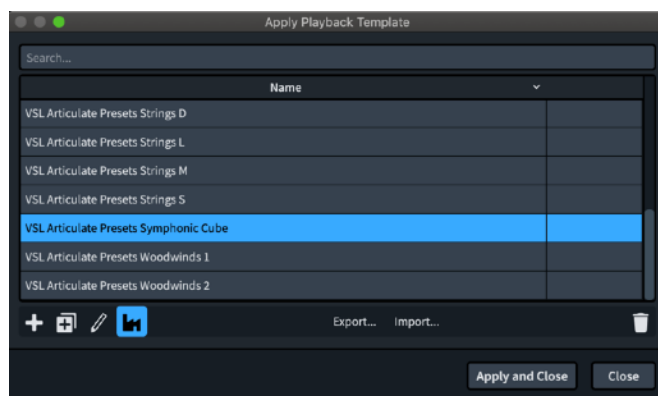 Apply Playback Template
Search...
Name
VSL Articulate Presets Strings D
VSL Articulate Presets Strings L
VSL Articulate Presets Strings M
VSL Articulate Presets Strings S
VSL Articulate Presets Symphonic Cube
VSL Articulate Presets Woodwinds 1
VSL Articulate Presets Woodwinds 2
Export... Import...
Apply and Close Close